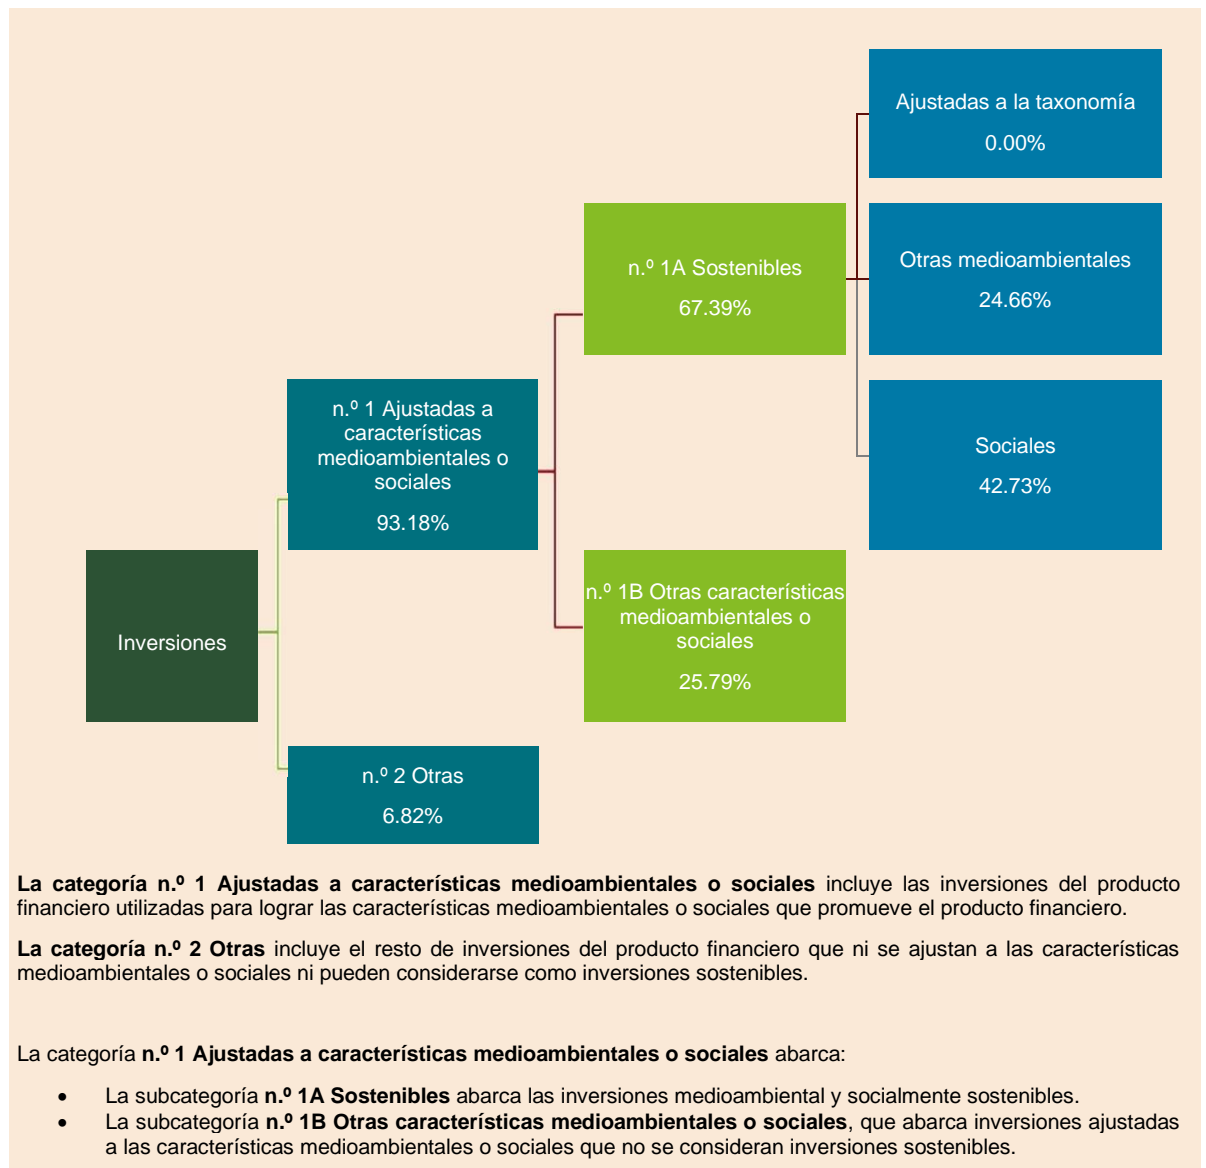 Ajustadas a la taxonomía
0.00%
n.º 1A Sostenibles
67.39%
Otras medioambientales
24.66%
n.º 1 Ajustadas a
características
medioambientales o
sociales
93.18%
Sociales
42.73%
Inversiones
n.º 1B Otras características
medioambientales o
sociales
25.79%
n.º 2 Otras
6.82%
La categoría n.º 1 Ajustadas a características medioambientales o sociales incluye las inversiones del producto
financiero utilizadas para lograr las características medioambientales o sociales que promueve el producto financiero.
La categoría n.º 2 Otras incluye el resto de inversiones del producto financiero que ni se ajustan a las características
medioambientales o sociales ni pueden considerarse como inversiones sostenibles.
La categoría n.º 1 Ajustadas a características medioambientales o sociales abarca:
• La subcategoría n.º 1A Sostenibles abarca las inversiones medioambiental y socialmente sostenibles.
• La subcategoría n.º 1B Otras características medioambientales o sociales, que abarca inversiones ajustadas
a las características medioambientales o sociales que no se consideran inversiones sostenibles.